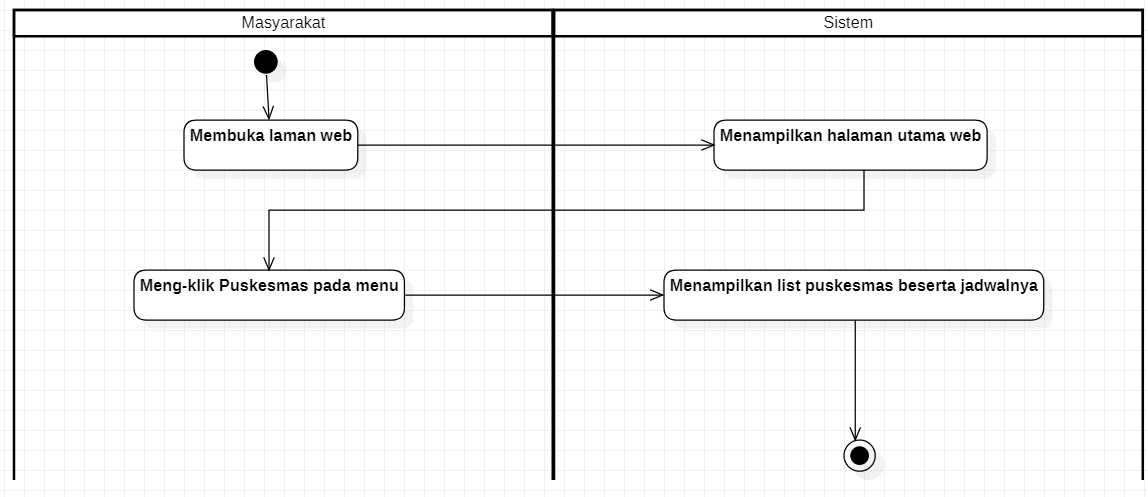 Masyarakat
Sistem
Membuka laman web
Menampilkan halaman utama web
Meng-klik Puskesmas pada menu
Menampilkan list puskesmas beserta jadwalnya